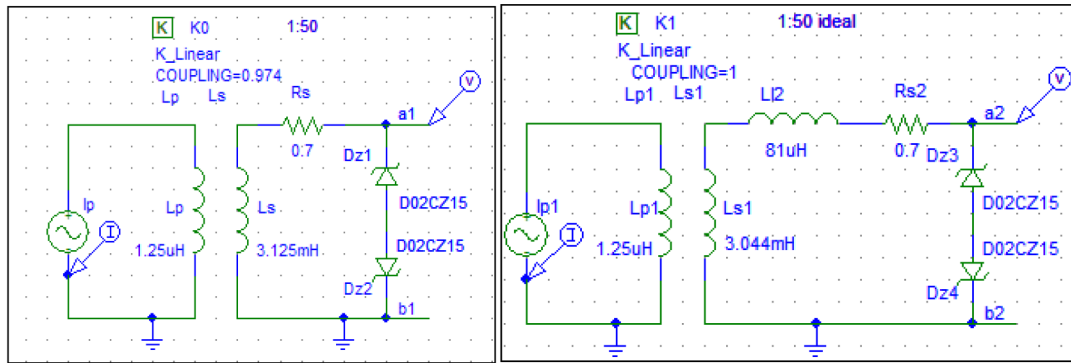 K K0 1:50
K_Linear
COUPLING=0.974
Lp Ls
Rs
a1
V
0.7
Dz1
D02CZ15
Ip
Lp
Ls
I
1.25uH
3.125mH
D02CZ15
Dz2
b1
K K1 1:50 ideal
K_Linear
COUPLING=1
Lp1 Ls1
Ll2
Rs2
a2
V
81uH
0.7
Dz3
D02CZ15
Ip1
Lp1
Ls1
I
1.25uH
3.044mH
D02CZ15
Dz4
b2